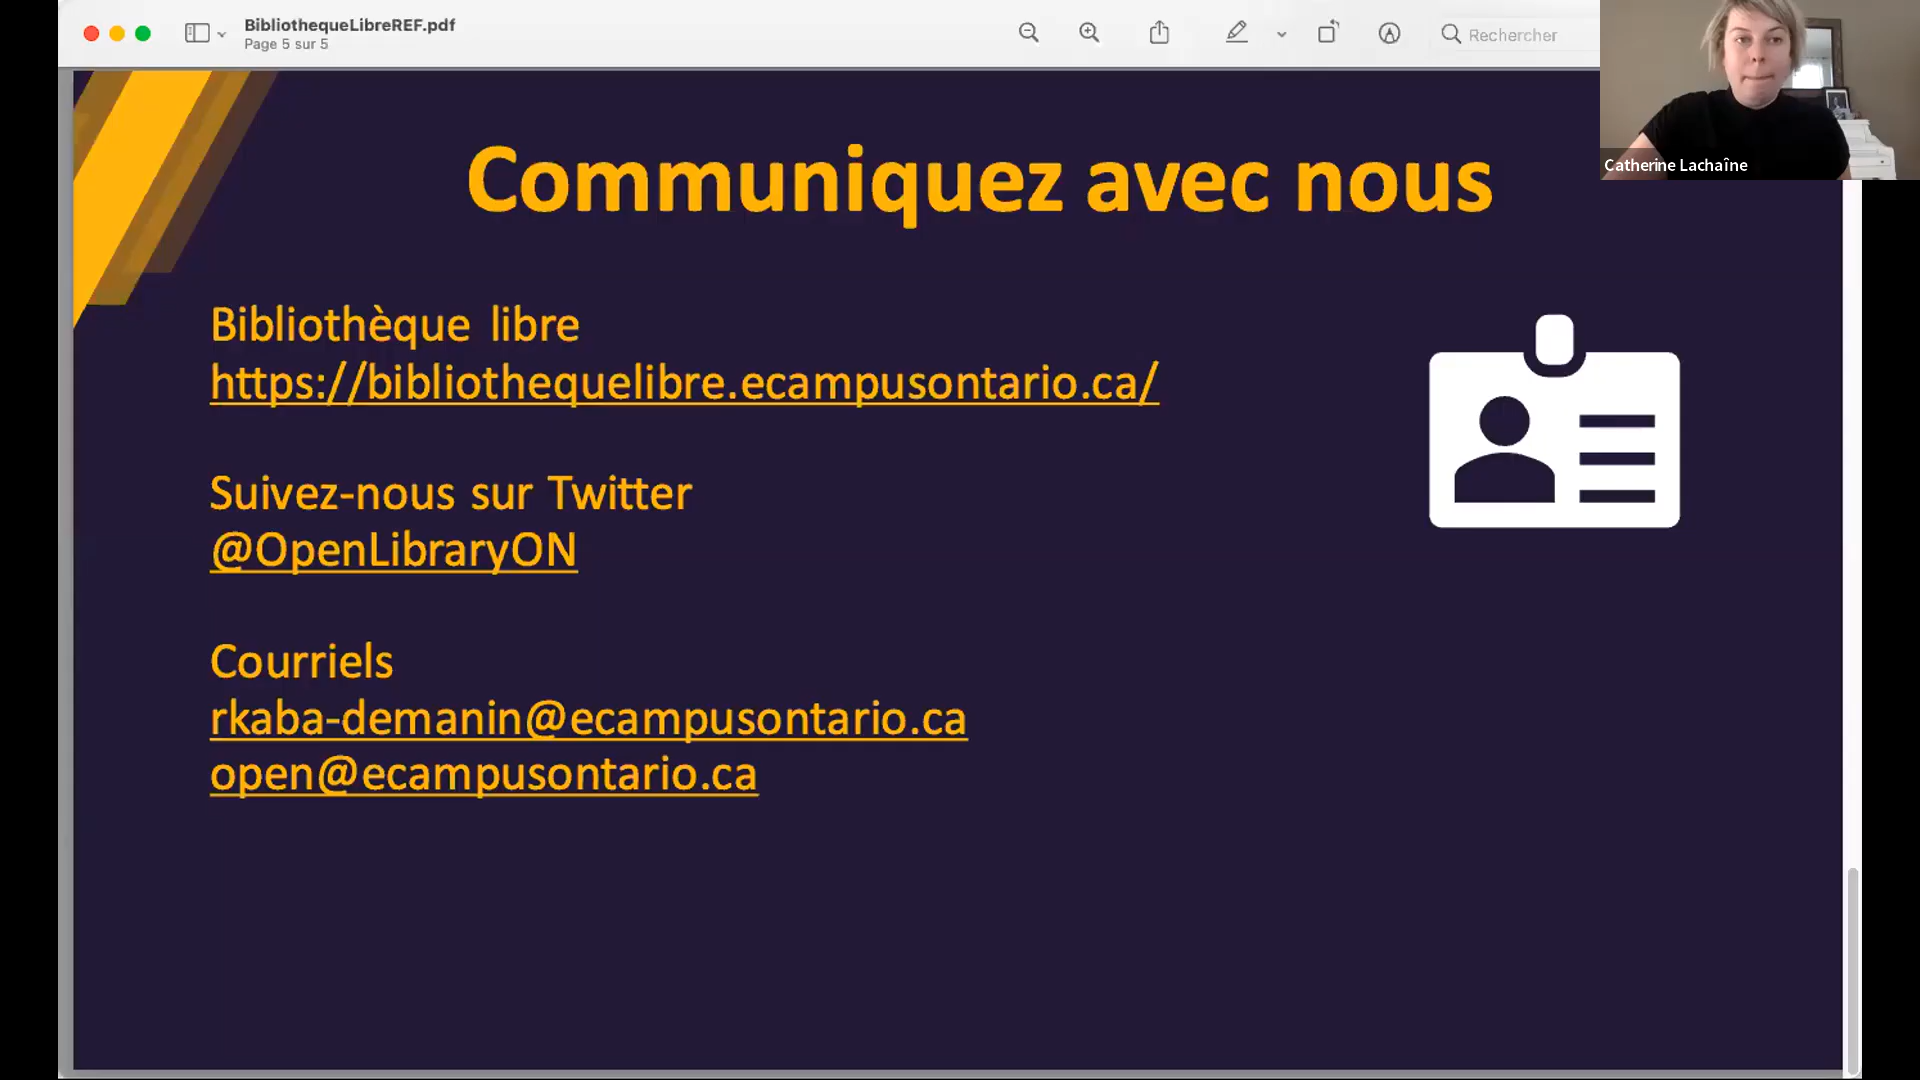 BibliothequeLibreREF.pdf
Page 5 sur 5
Rechercher
Catherine Lachaîne
Communiquez avec nous
Bibliothèque libre
https://bibliothequelibre.ecampusontario.ca/
Suivez-nous sur Twitter
@OpenLibraryON
Courriels
rkaba-demanin@ecampusontario.ca
open@ecampusontario.ca